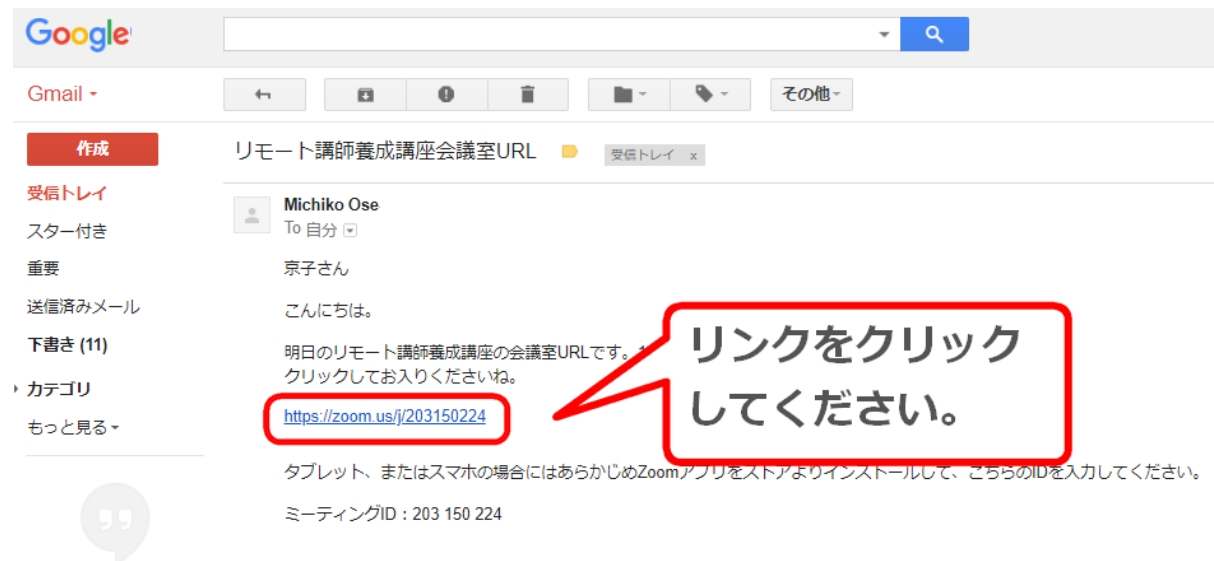 Google
Gmail
その他
作成
リモート講師養成講座会議室URL
受信トレイ x
受信トレイ
スター付き
重要
送信済みメール
下書き (11)
カテゴリ
もっと見る
Michiko Ose
To 自分
京子さん
こんにちは。
明日のリモート講師養成講座の会議室URLです。
クリックしてお入りくださいね。
https://zoom.us/j/203150224
リンクをクリック
してください。
タブレット、またはスマホの場合にはあらかじめZoomアプリをストアよりインストールして、こちらのIDを入力してください。
ミーティングID：203 150 224